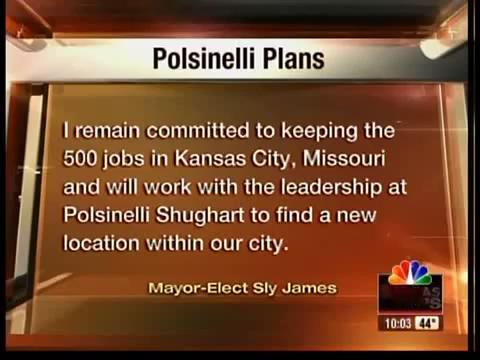 Polsinelli Plans
I remain committed to keeping the
500 jobs in Kansas City, Missouri
and will work with the leadership at
Polsinelli Shughart to find a new
location within our city.
Mayor-Elect Sly James
10:03 44°